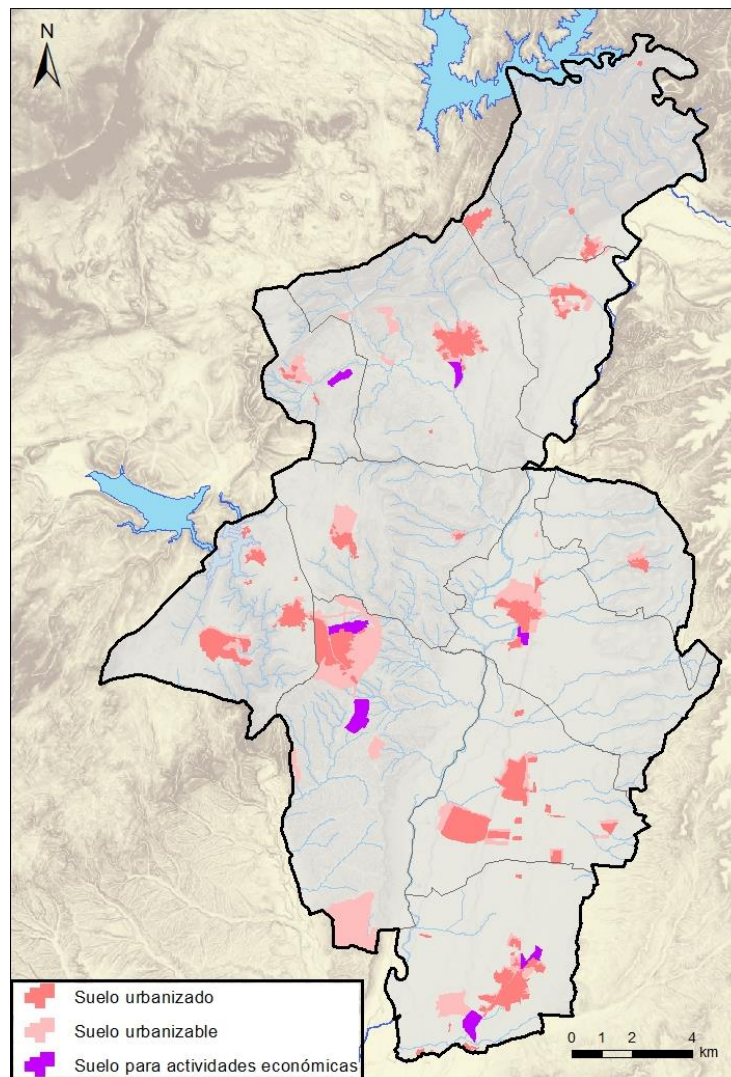 N
Suelo urbanizado
Suelo urbanizable
Suelo para actividades económicas
0 1 2 4
km